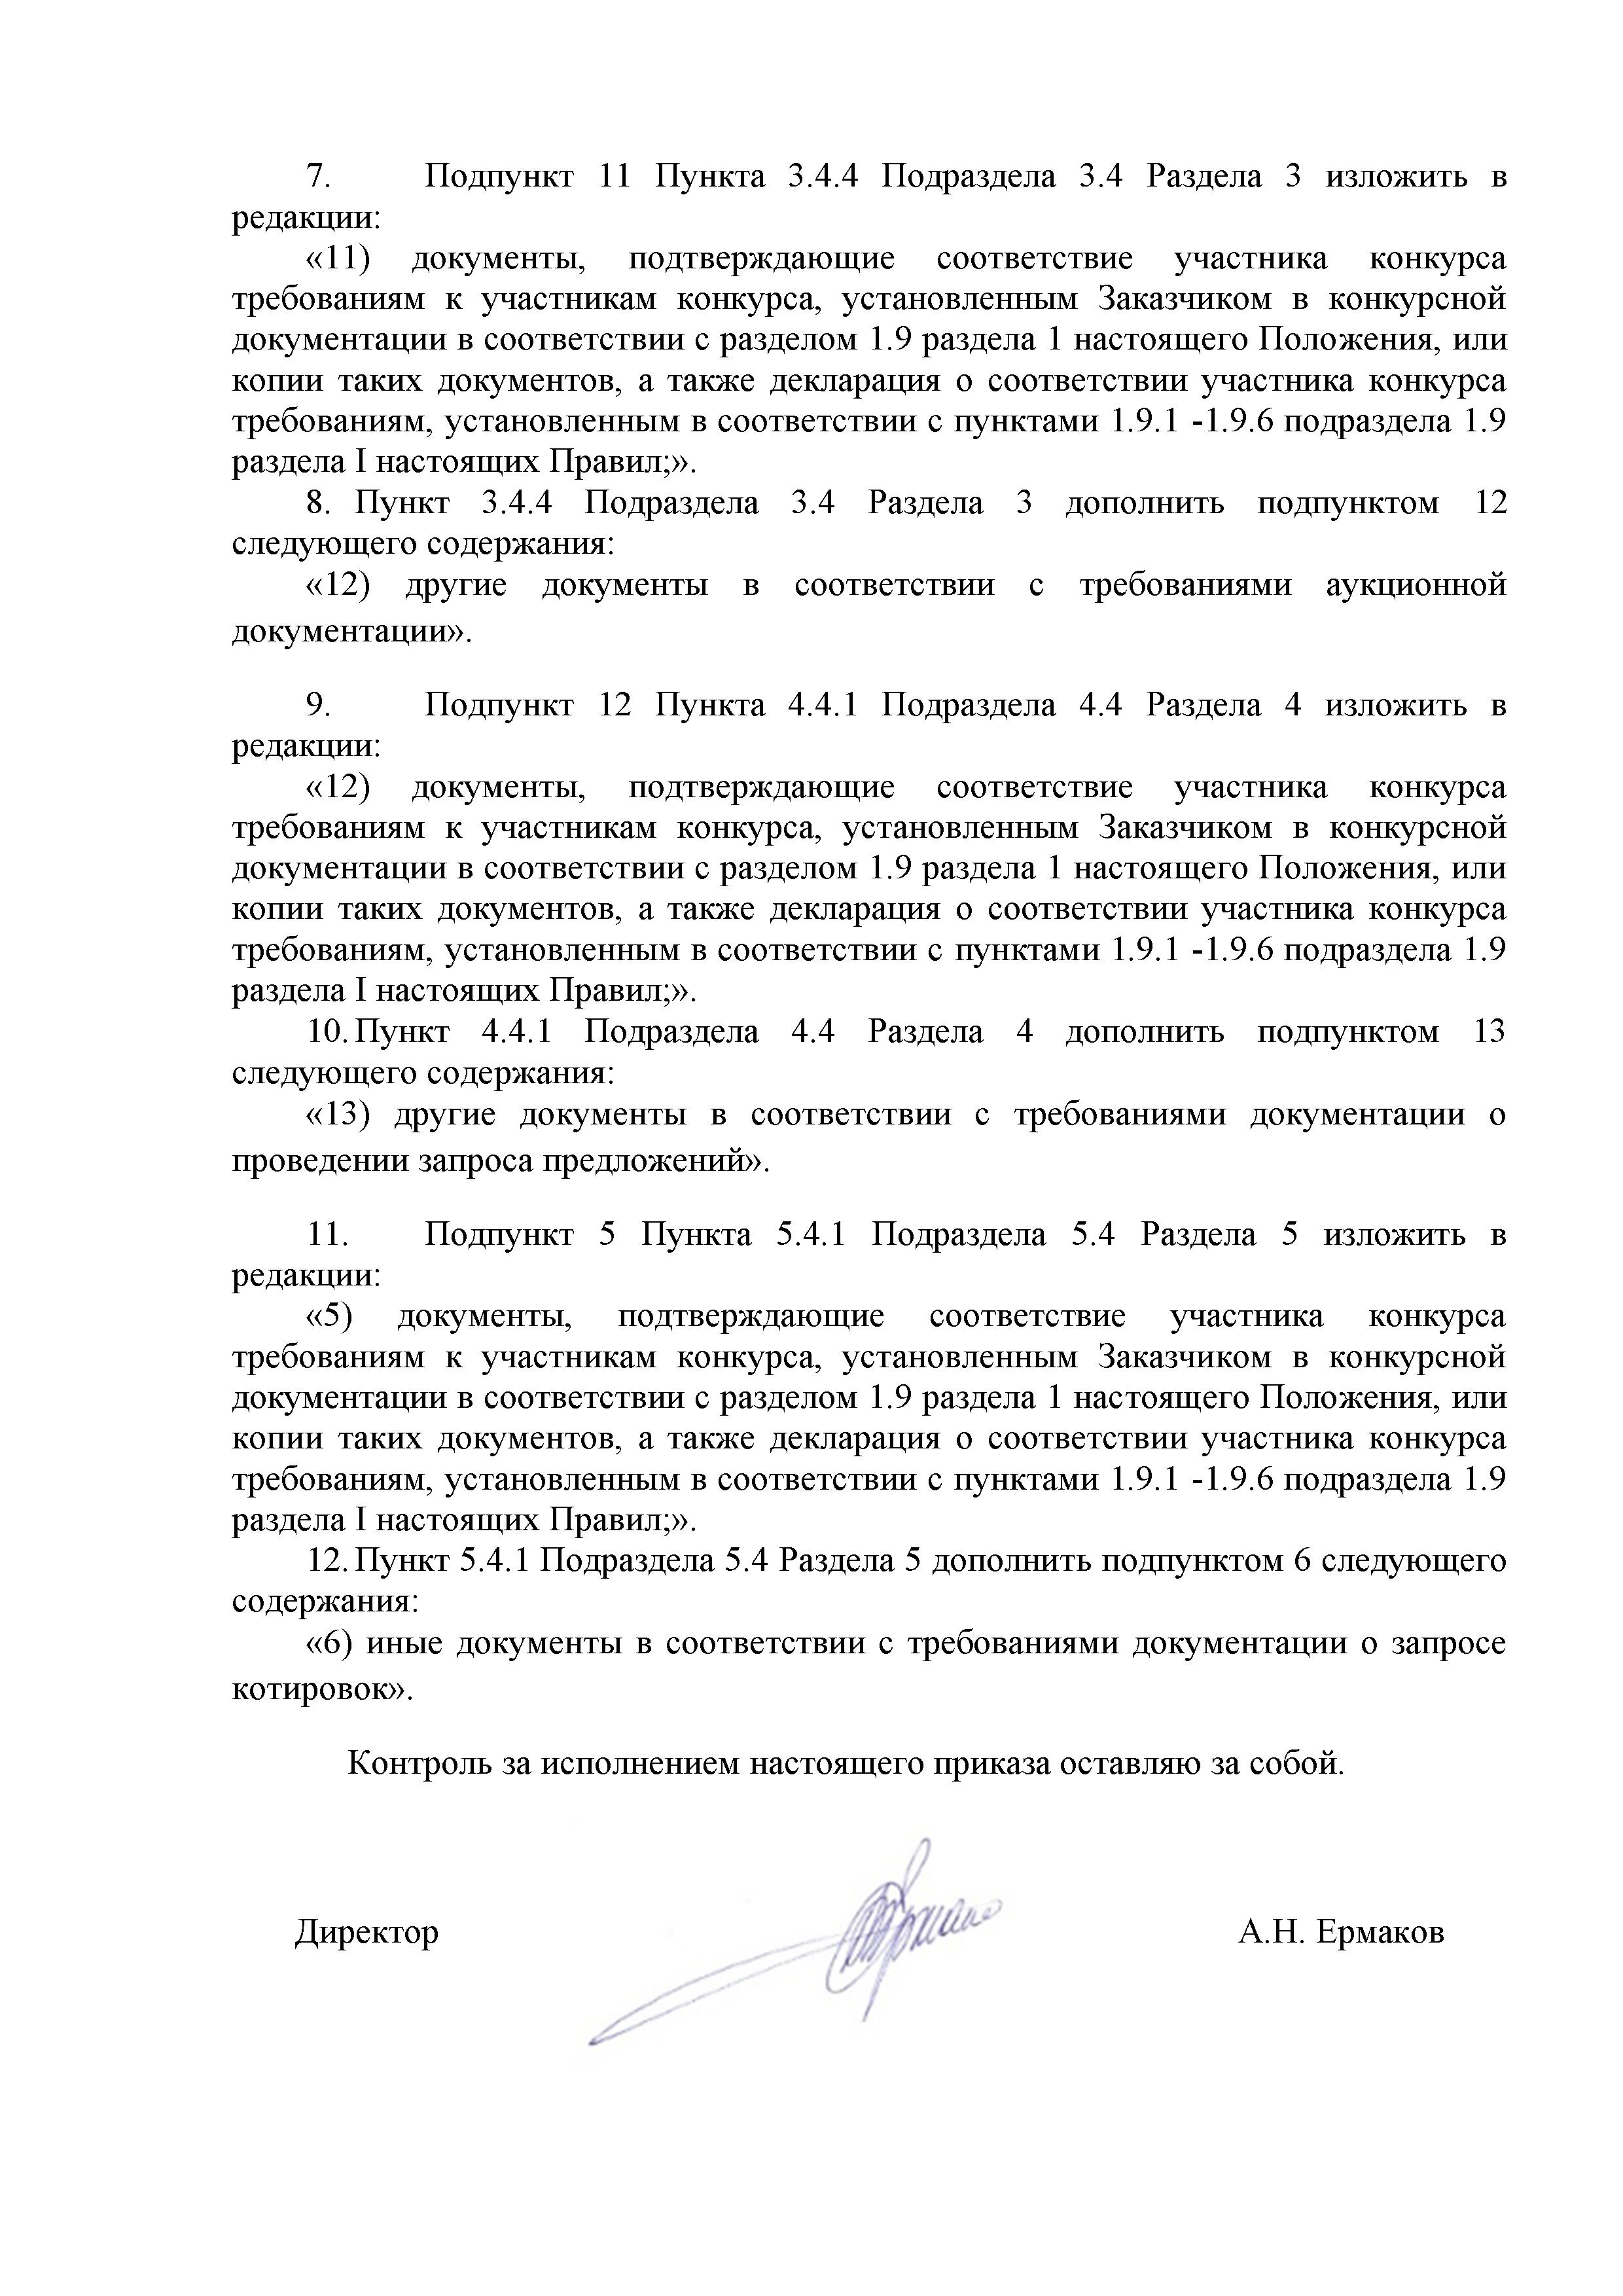 7. Подпункт 11 Пункта 3.4.4 Подраздела 3.4 Раздела 3 изложить в
редакции:
«11) документы, подтверждающие соответствие участника конкурса
требованиям к участникам конкурса, установленным Заказчиком в конкурсной
документации в соответствии с разделом 1.9 раздела 1 настоящего Положения, или
копии таких документов, а также декларация о соответствии участника конкурса
требованиям, установленным в соответствии с пунктами 1.9.1 -1.9.6 подраздела 1.9
раздела I настоящих Правил;».
8. Пункт 3.4.4 Подраздела 3.4 Раздела 3 дополнить подпунктом 12
следующего содержания:
«12) другие документы в соответствии с требованиями аукционной
документации».
9. Подпункт 12 Пункта 4.4.1 Подраздела 4.4 Раздела 4 изложить в
редакции:
«12) документы, подтверждающие соответствие участника конкурса
требованиям к участникам конкурса, установленным Заказчиком в конкурсной
документации в соответствии с разделом 1.9 раздела 1 настоящего Положения, или
копии таких документов, а также декларация о соответствии участника конкурса
требованиям, установленным в соответствии с пунктами 1.9.1 -1.9.6 подраздела 1.9
раздела I настоящих Правил;».
10. Пункт 4.4.1 Подраздела 4.4 Раздела 4 дополнить подпунктом 13
следующего содержания:
«13) другие документы в соответствии с требованиями документации о
проведении запроса предложений».
11. Подпункт 5 Пункта 5.4.1 Подраздела 5.4 Раздела 5 изложить в
редакции:
«5) документы, подтверждающие соответствие участника конкурса
требованиям к участникам конкурса, установленным Заказчиком в конкурсной
документации в соответствии с разделом 1.9 раздела 1 настоящего Положения, или
копии таких документов, а также декларация о соответствии участника конкурса
требованиям, установленным в соответствии с пунктами 1.9.1 -1.9.6 подраздела 1.9
раздела I настоящих Правил;».
12. Пункт 5.4.1 Подраздела 5.4 Раздела 5 дополнить подпунктом 6 следующего
содержания:
«6) иные документы в соответствии с требованиями документации о запросе
котировок».
Контроль за исполнением настоящего приказа оставляю за собой.
Директор А.Н. Ермаков